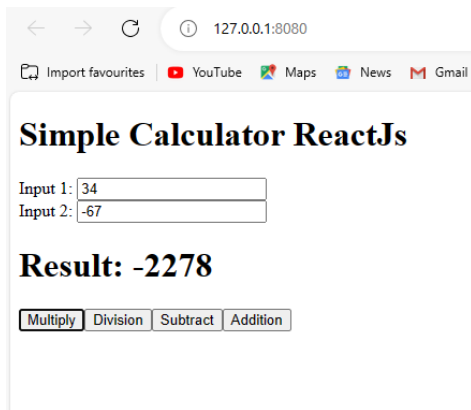 127.0.0.1:8080
Import favourites YouTube Maps News Gmail
Simple Calculator ReactJs
Input 1: 34
Input 2: -67
Result: -2278
Multiply Division Subtract Addition